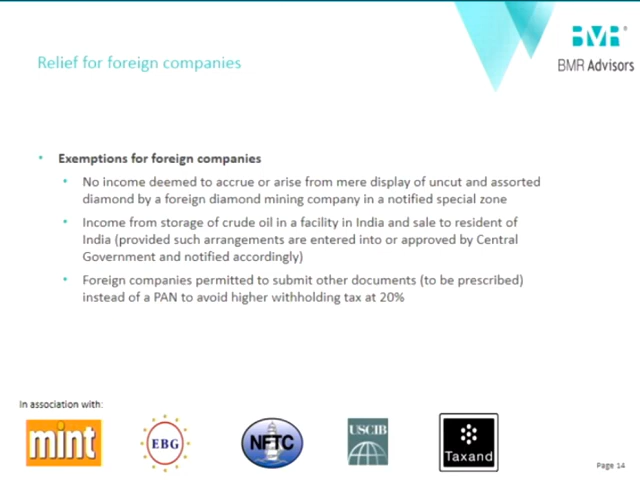 BMR
BMR Advisors
Relief for foreign companies
• Exemptions for foreign companies
• No income deemed to accrue or arise from mere display of uncut and assorted
diamond by a foreign diamond mining company in a notified special zone
• Income from storage of crude oil in a facility in India and sale to resident of
India (provided such arrangements are entered into or approved by Central
Government and notified accordingly)
• Foreign companies permitted to submit other documents (to be prescribed)
instead of a PAN to avoid higher withholding tax at 20%
In association with:
mint
EBG
NFTC
USCIB
Taxand
Page 14